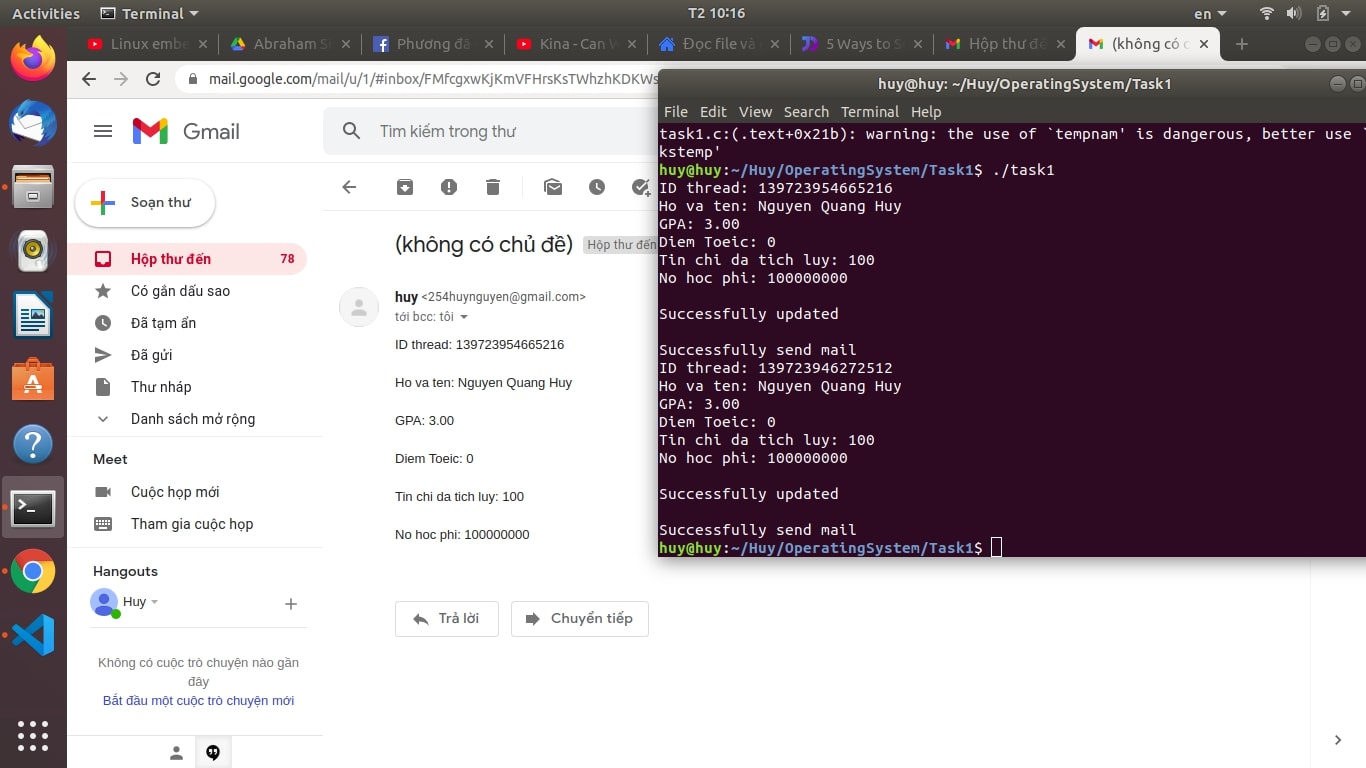 Activities Terminal T2 10:16 en
Linux embe Abraham Si Phương đã Kina - Can W Đọc file và 5 Ways to S Hộp thư đế (không có c
mail.google.com/mail/u/1/#inbox/FMfcgxwKjKmVFHrsKsTWhzhKDKWs
Gmail
Tìm kiếm trong thư
Soạn thư
Hộp thư đến 78
Có gắn dấu sao
Đã tạm ẩn
Đã gửi
Thư nháp
Danh sách mở rộng
Meet
Cuộc họp mới
Tham gia cuộc họp
Hangouts
Huy
Không có cuộc trò chuyện nào gần
đây
Bắt đầu một cuộc trò chuyện mới
(không có chủ đề) Hộp thư đến
huy <254huynguyen@gmail.com>
tới bcc: tôi
ID thread: 139723954665216
Ho va ten: Nguyen Quang Huy
GPA: 3.00
Diem Toeic: 0
Tin chi da tich luy: 100
No hoc phi: 100000000
Trả lời Chuyển tiếp
huy@huy: ~/Huy/OperatingSystem/Task1
File Edit View Search Terminal Help
task1.c:(.text+0x21b): warning: the use of `tempnam' is dangerous, better use `
kstemp'
huy@huy:~/Huy/OperatingSystem/Task1$ ./task1
ID thread: 139723954665216
Ho va ten: Nguyen Quang Huy
GPA: 3.00
Diem Toeic: 0
Tin chi da tich luy: 100
No hoc phi: 100000000
Successfully updated
Successfully send mail
ID thread: 139723946272512
Ho va ten: Nguyen Quang Huy
GPA: 3.00
Diem Toeic: 0
Tin chi da tich luy: 100
No hoc phi: 100000000
Successfully updated
Successfully send mail
huy@huy:~/Huy/OperatingSystem/Task1$